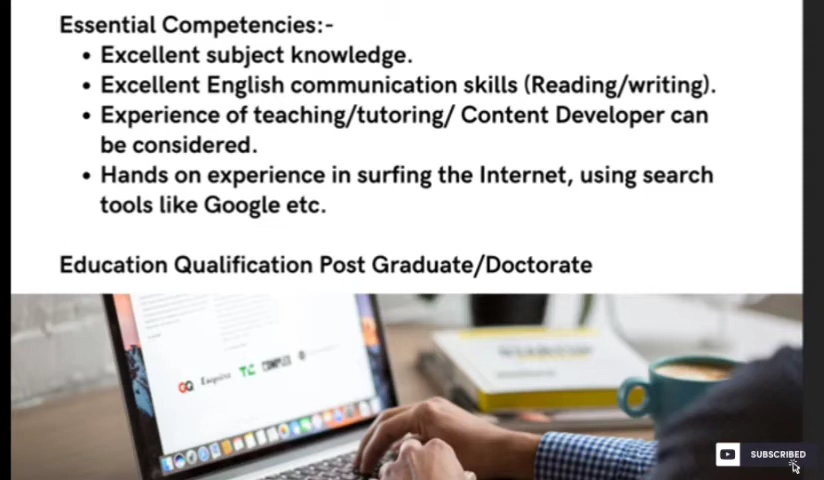 Essential Competencies:-
• Excellent subject knowledge.
• Excellent English communication skills (Reading/writing).
• Experience of teaching/tutoring/ Content Developer can
be considered.
• Hands on experience in surfing the Internet, using search
tools like Google etc.
Education Qualification Post Graduate/Doctorate
GQ Esquire TC COMPLEX
SUBSCRIBED